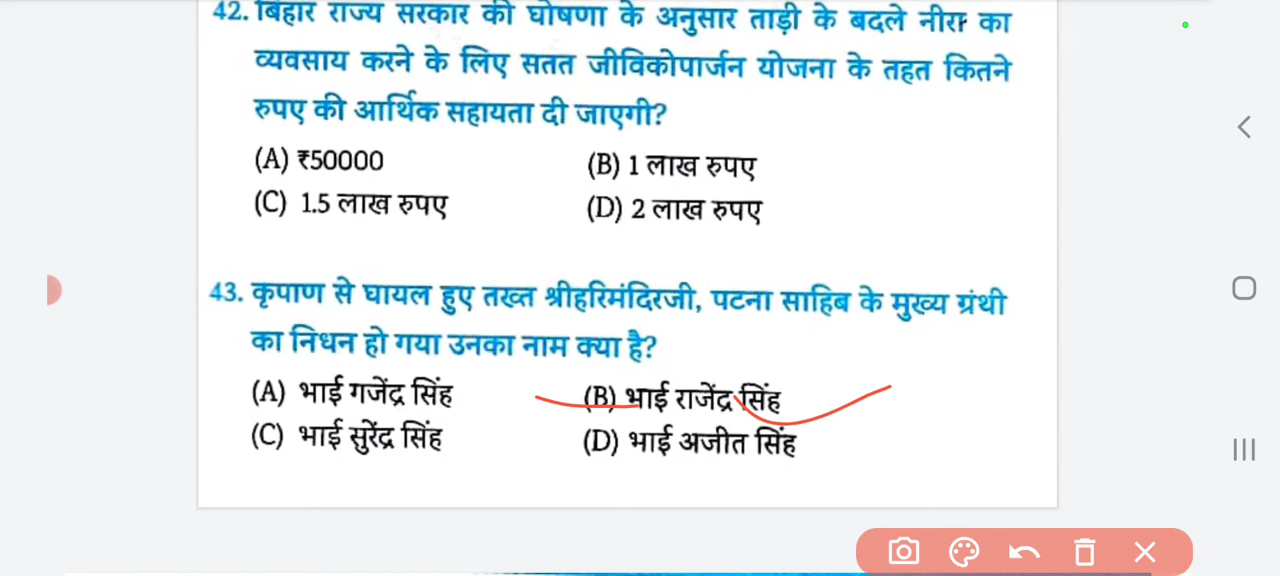 42. बिहार राज्य सरकार की घोषणा के अनुसार ताड़ी के बदले नीरा का
व्यवसाय करने के लिए सतत जीविकोपार्जन योजना के तहत कितने
रुपए की आर्थिक सहायता दी जाएगी?
(A) ₹50000 (B) 1 लाख रुपए
(C) 1.5 लाख रुपए (D) 2 लाख रुपए
43. कृपाण से घायल हुए तख्त श्रीहरिमंदिरजी, पटना साहिब के मुख्य ग्रंथी
का निधन हो गया उनका नाम क्या है?
(A) भाई गजेंद्र सिंह (B) भाई राजेंद्र सिंह
(C) भाई सुरेंद्र सिंह (D) भाई अजीत सिंह